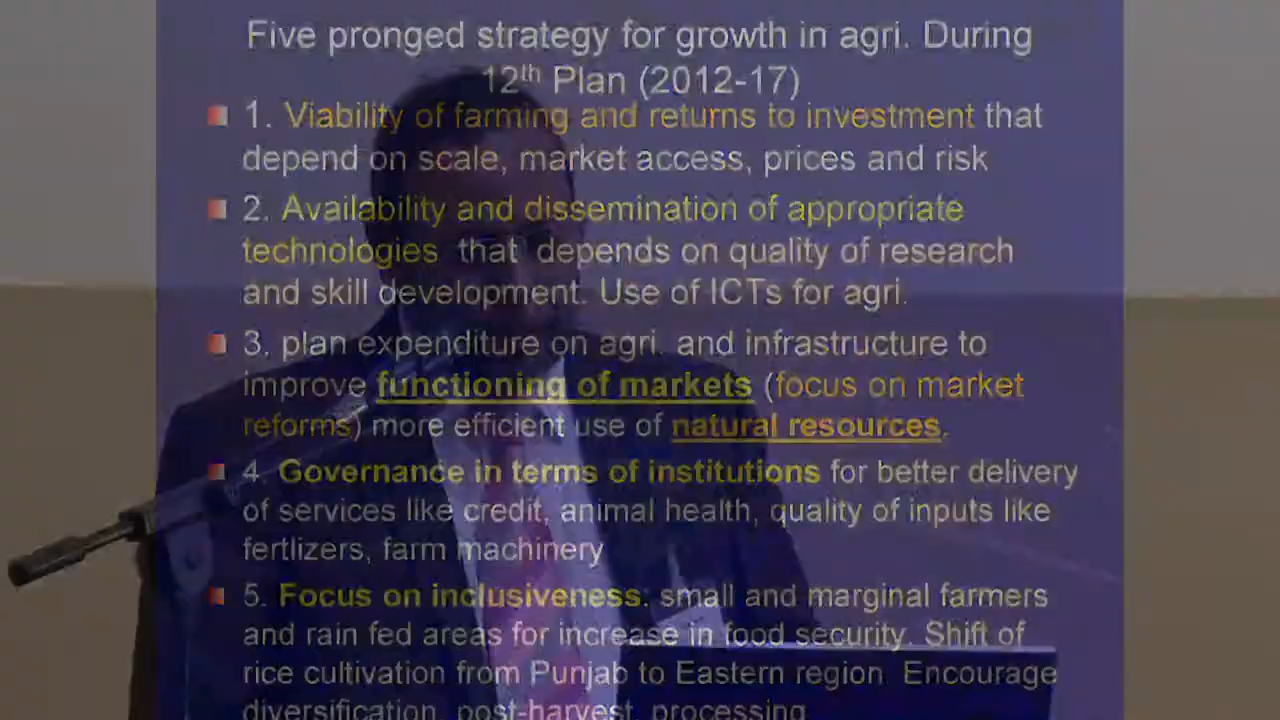 Five pronged strategy for growth in agri. During
12th Plan (2012-17)
1. Viability of farming and returns to investment that
depend on scale, market access, prices and risk
2. Availability and dissemination of appropriate
technologies that depends on quality of research
and skill development. Use of ICTs for agri.
3. plan expenditure on agri. and infrastructure to
improve functioning of markets (focus on market
reforms) more efficient use of natural resources.
4. Governance in terms of institutions for better delivery
of services like credit, animal health, quality of inputs like
fertlizers, farm machinery
5. Focus on inclusiveness: small and marginal farmers
and rain fed areas for increase in food security. Shift of
rice cultivation from Punjab to Eastern region. Encourage
diversification, post-harvest, processing